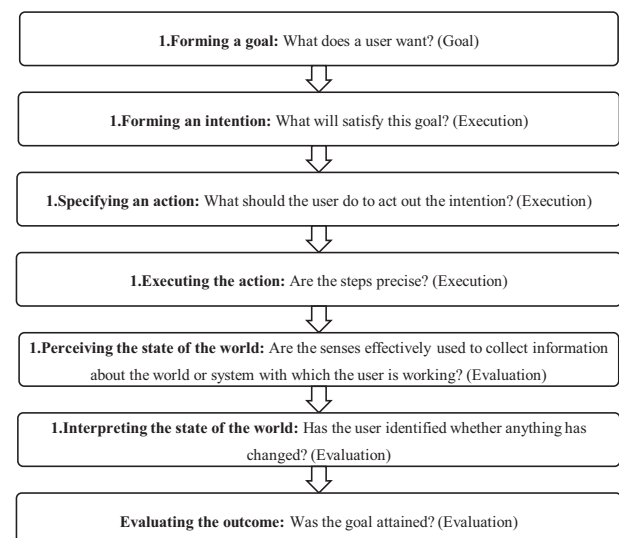 1.Forming a goal: What does a user want? (Goal)
1.Forming an intention: What will satisfy this goal? (Execution)
1.Specifying an action: What should the user do to act out the intention? (Execution)
1.Executing the action: Are the steps precise? (Execution)
1.Perceiving the state of the world: Are the senses effectively used to collect information
about the world or system with which the user is working? (Evaluation)
1.Interpreting the state of the world: Has the user identified whether anything has
changed? (Evaluation)
Evaluating the outcome: Was the goal attained? (Evaluation)